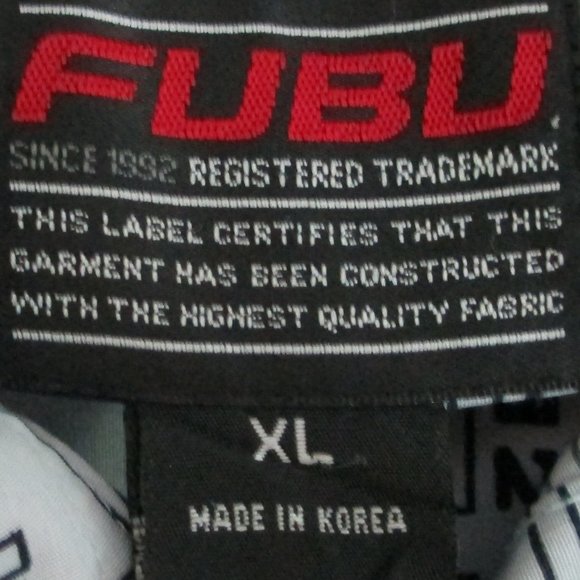 FUBU
SINCE 1992 REGISTERED TRADEMARK
THIS LABEL CERTIFIES THAT THIS
GARMENT HAS BEEN CONSTRUCTED
WITH THE HIGHEST QUALITY FABRIC
XL
MADE IN KOREA